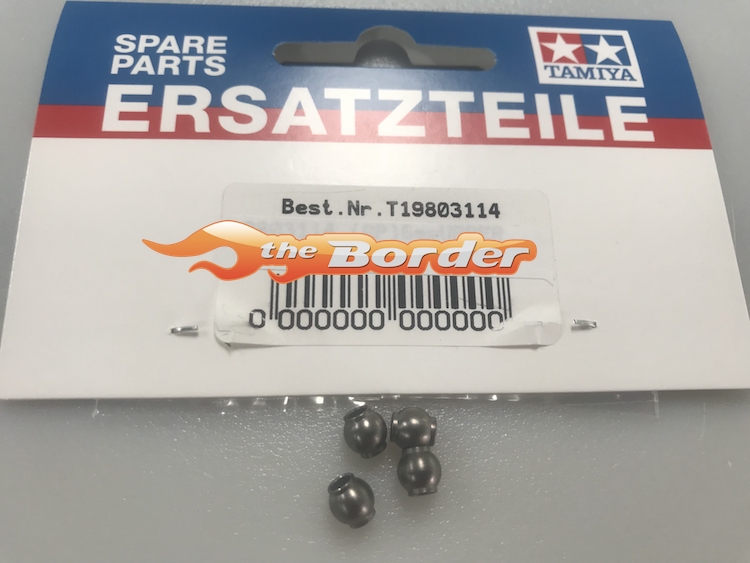 SPARE
PARTS
TAMIYA
ERSATZTEILE
Best.Nr.T19803114
the Border
0 000000 000000